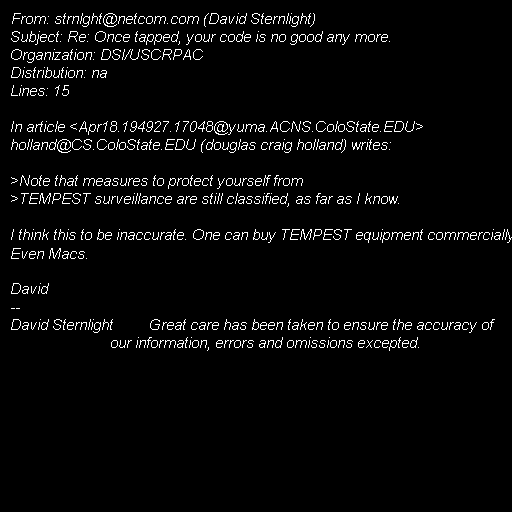 From: strnlght@netcom.com (David Sternlight)
Subject: Re: Once tapped, your code is no good any more.
Organization: DSI/USCRPAC
Distribution: na
Lines: 15
In article <Apr18.194927.17048@yuma.ACNS.ColoState.EDU>
holland@CS.ColoState.EDU (douglas craig holland) writes:
>Note that measures to protect yourself from
>TEMPEST surveillance are still classified, as far as I know.
I think this to be inaccurate. One can buy TEMPEST equipment commercially
Even Macs.
David
--
David Sternlight Great care has been taken to ensure the accuracy of
our information, errors and omissions excepted.